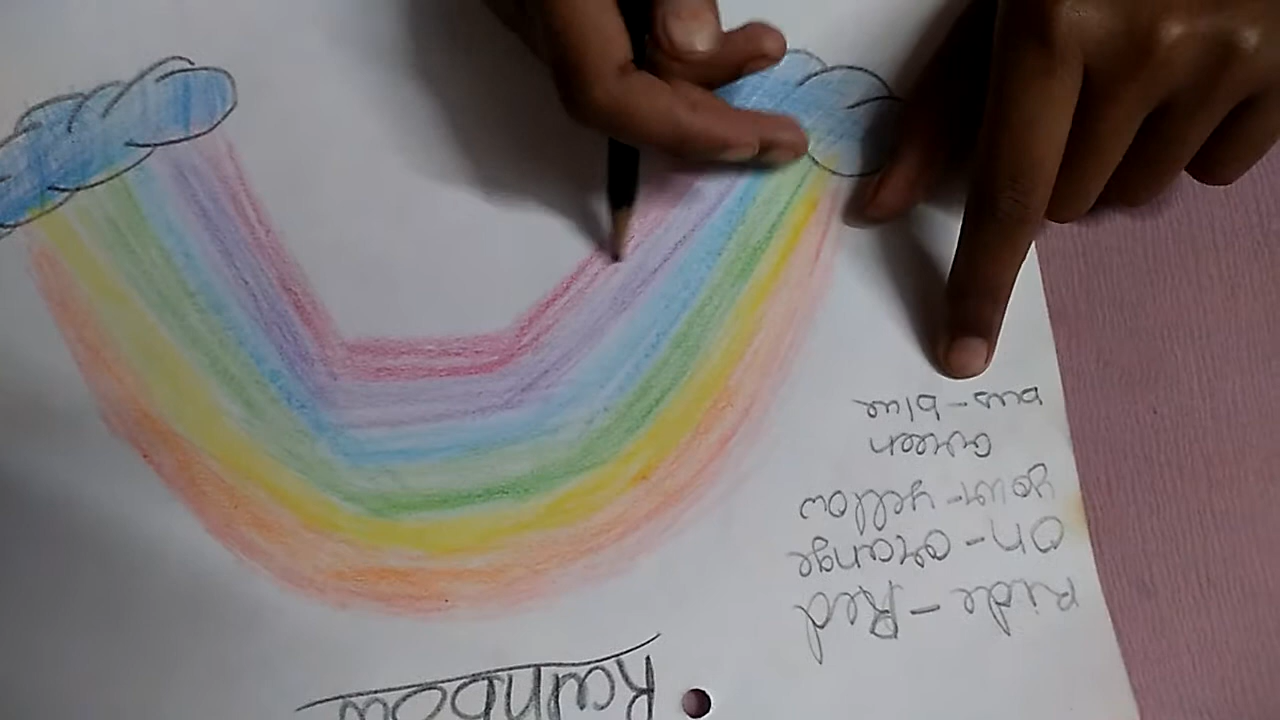 Rainbow
Ride-Red
on-orange
your-yellow
Green
bus-blue